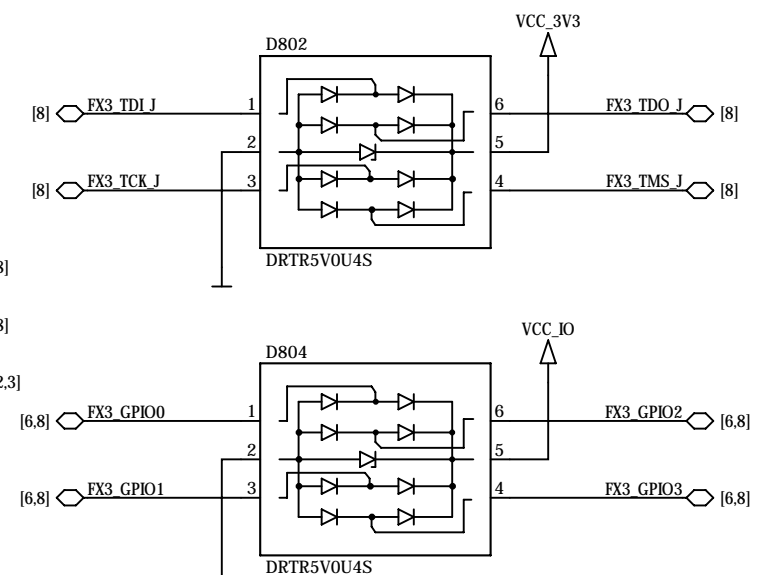 VCC_3V3
D802
[8] FX3_TDI_J 1 6 FX3_TDO_J [8]
2 5
[8] FX3_TCK_J 3 4 FX3_TMS_J [8]
DRTR5V0U4S
8]
8]
VCC_IO
D804
2,3]
[6,8] FX3_GPIO0 1 6 FX3_GPIO2 [6,8]
2 5
[6,8] FX3_GPIO1 3 4 FX3_GPIO3 [6,8]
DRTR5V0U4S